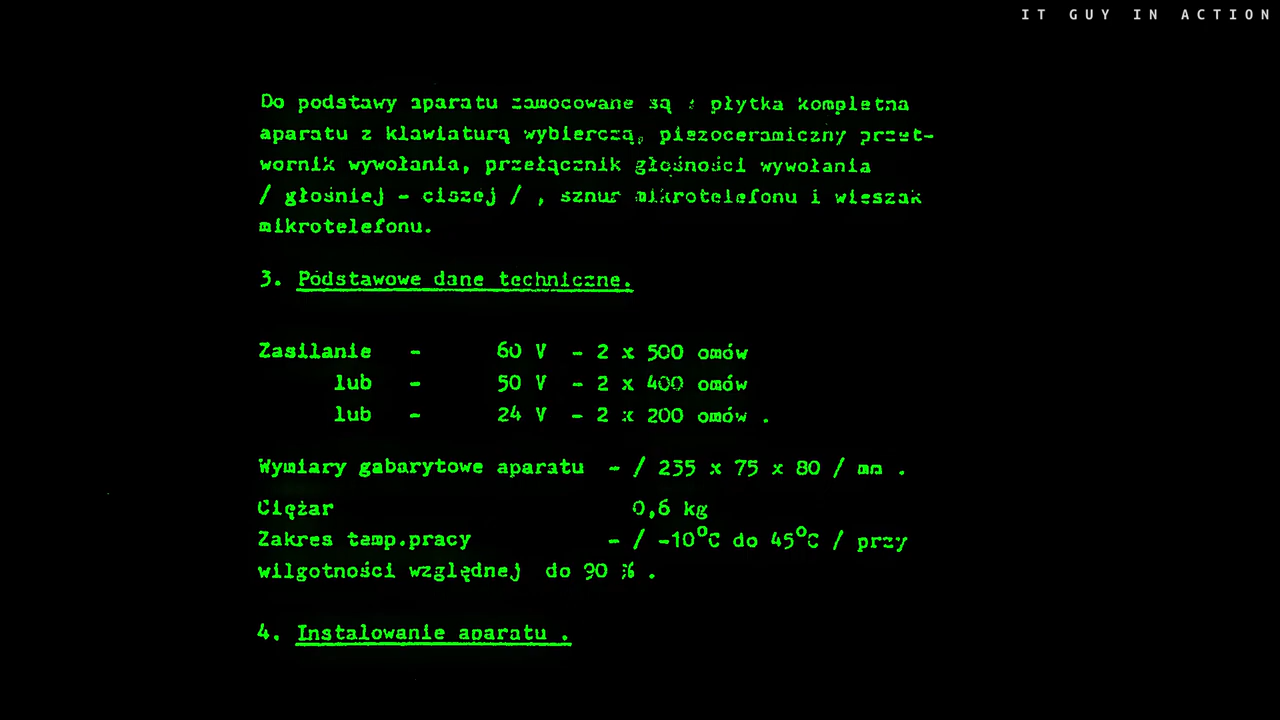 IT GUY IN ACTION
Do podstawy aparatu zamocowane są : płytka kompletna
aparatu z klawiaturą wybierczą, piezoceramiczny przet-
wornik wywołania, przełącznik głośności wywołania
/ głośniej - ciszej / , sznur mikrotelefonu i wieszak
mikrotelefonu.
3. Podstawowe dane techniczne.
Zasilanie - 60 V - 2 x 500 omów
lub - 50 V - 2 x 400 omów
lub - 24 V - 2 x 200 omów .
Wymiary gabarytowe aparatu - / 235 x 75 x 80 / mm .
Ciężar 0,6 kg
Zakres temp.pracy - / -10°C do 45°C / przy
wilgotności względnej do 90 % .
4. Instalowanie aparatu .